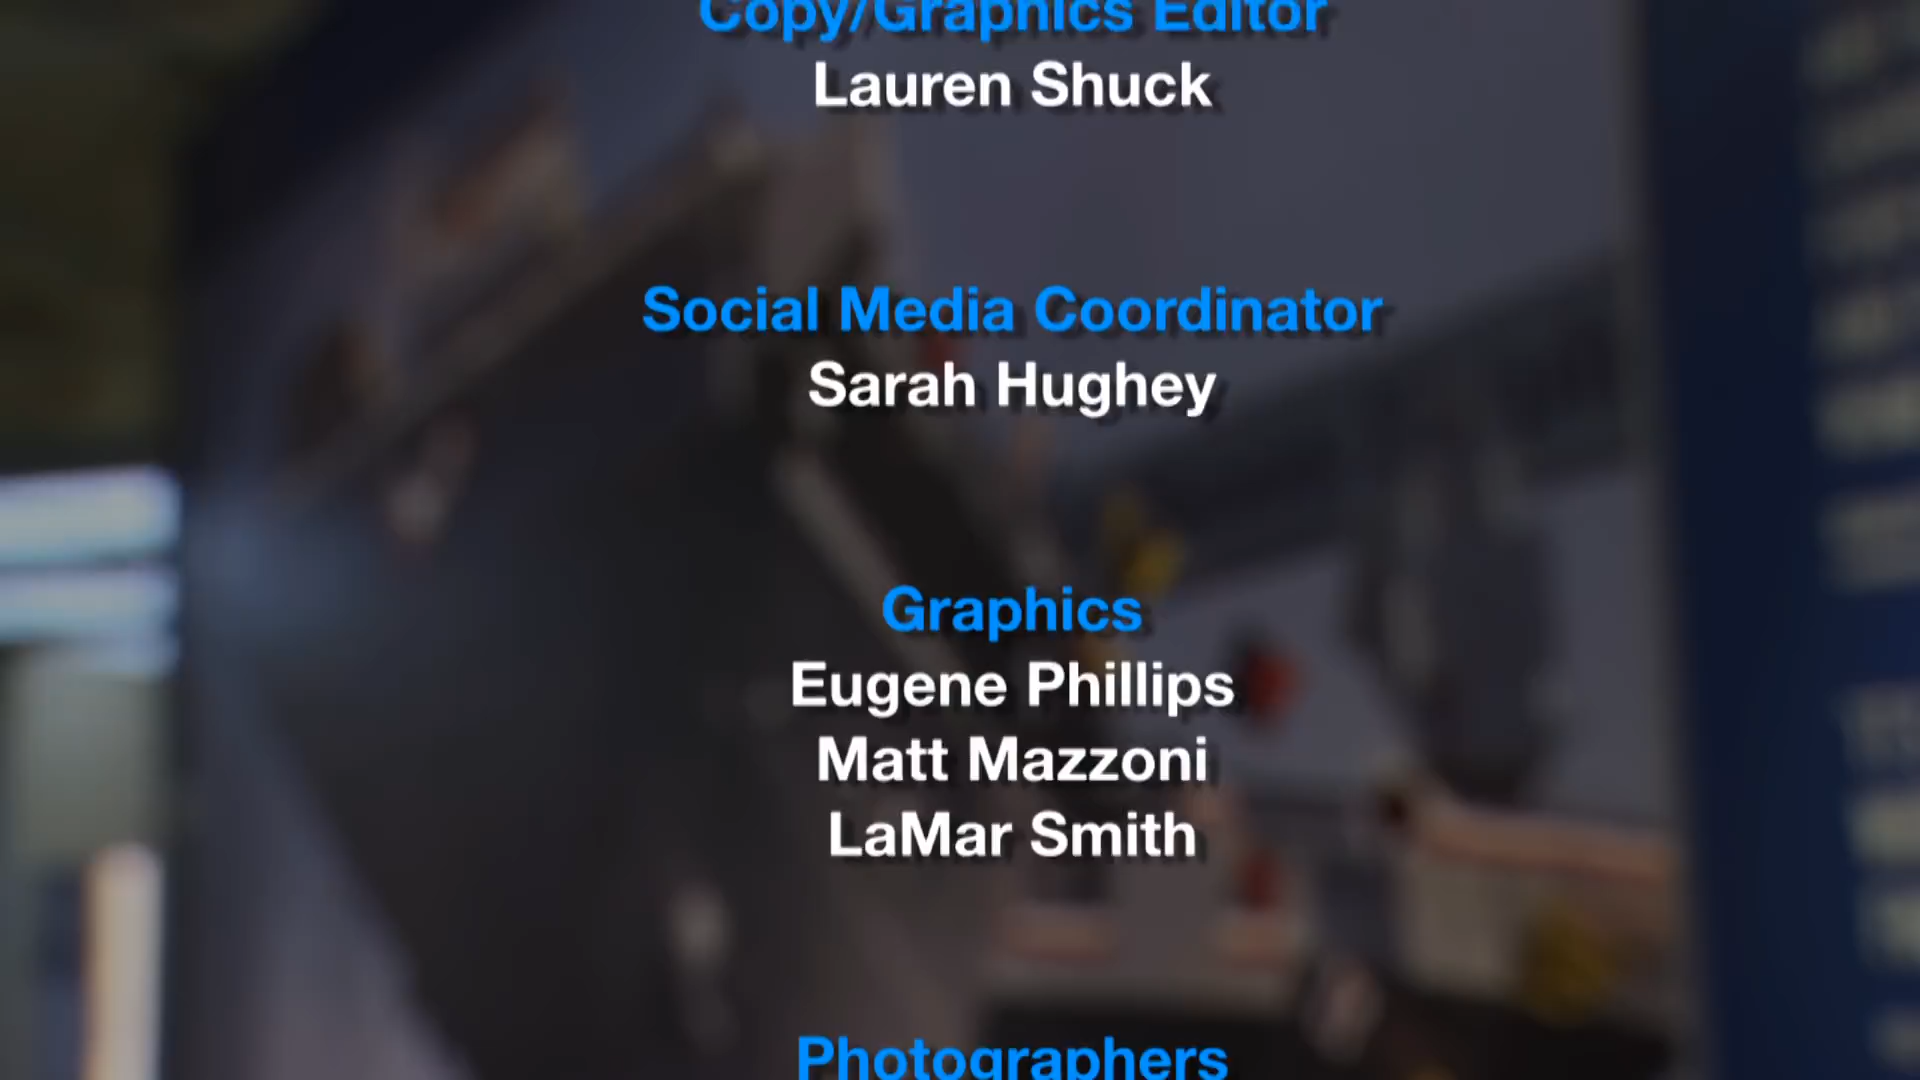 Copy/Graphics Editor
Lauren Shuck
Social Media Coordinator
Sarah Hughey
Graphics
Eugene Phillips
Matt Mazzoni
LaMar Smith
Photographers